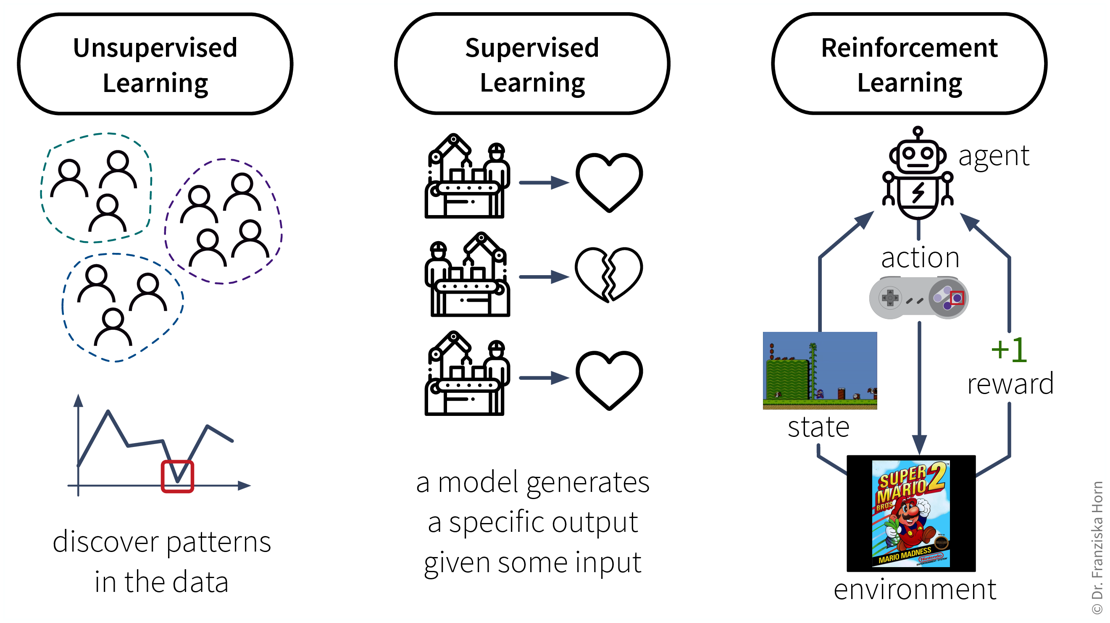 Unsupervised
Learning
discover patterns
in the data
Supervised
Learning
a model generates
a specific output
given some input
Reinforcement
Learning
agent
action
+1
reward
state
SUPER
MARIO 2
BROS
MARIO MADNESS
environment
© Dr. Franziska Horn